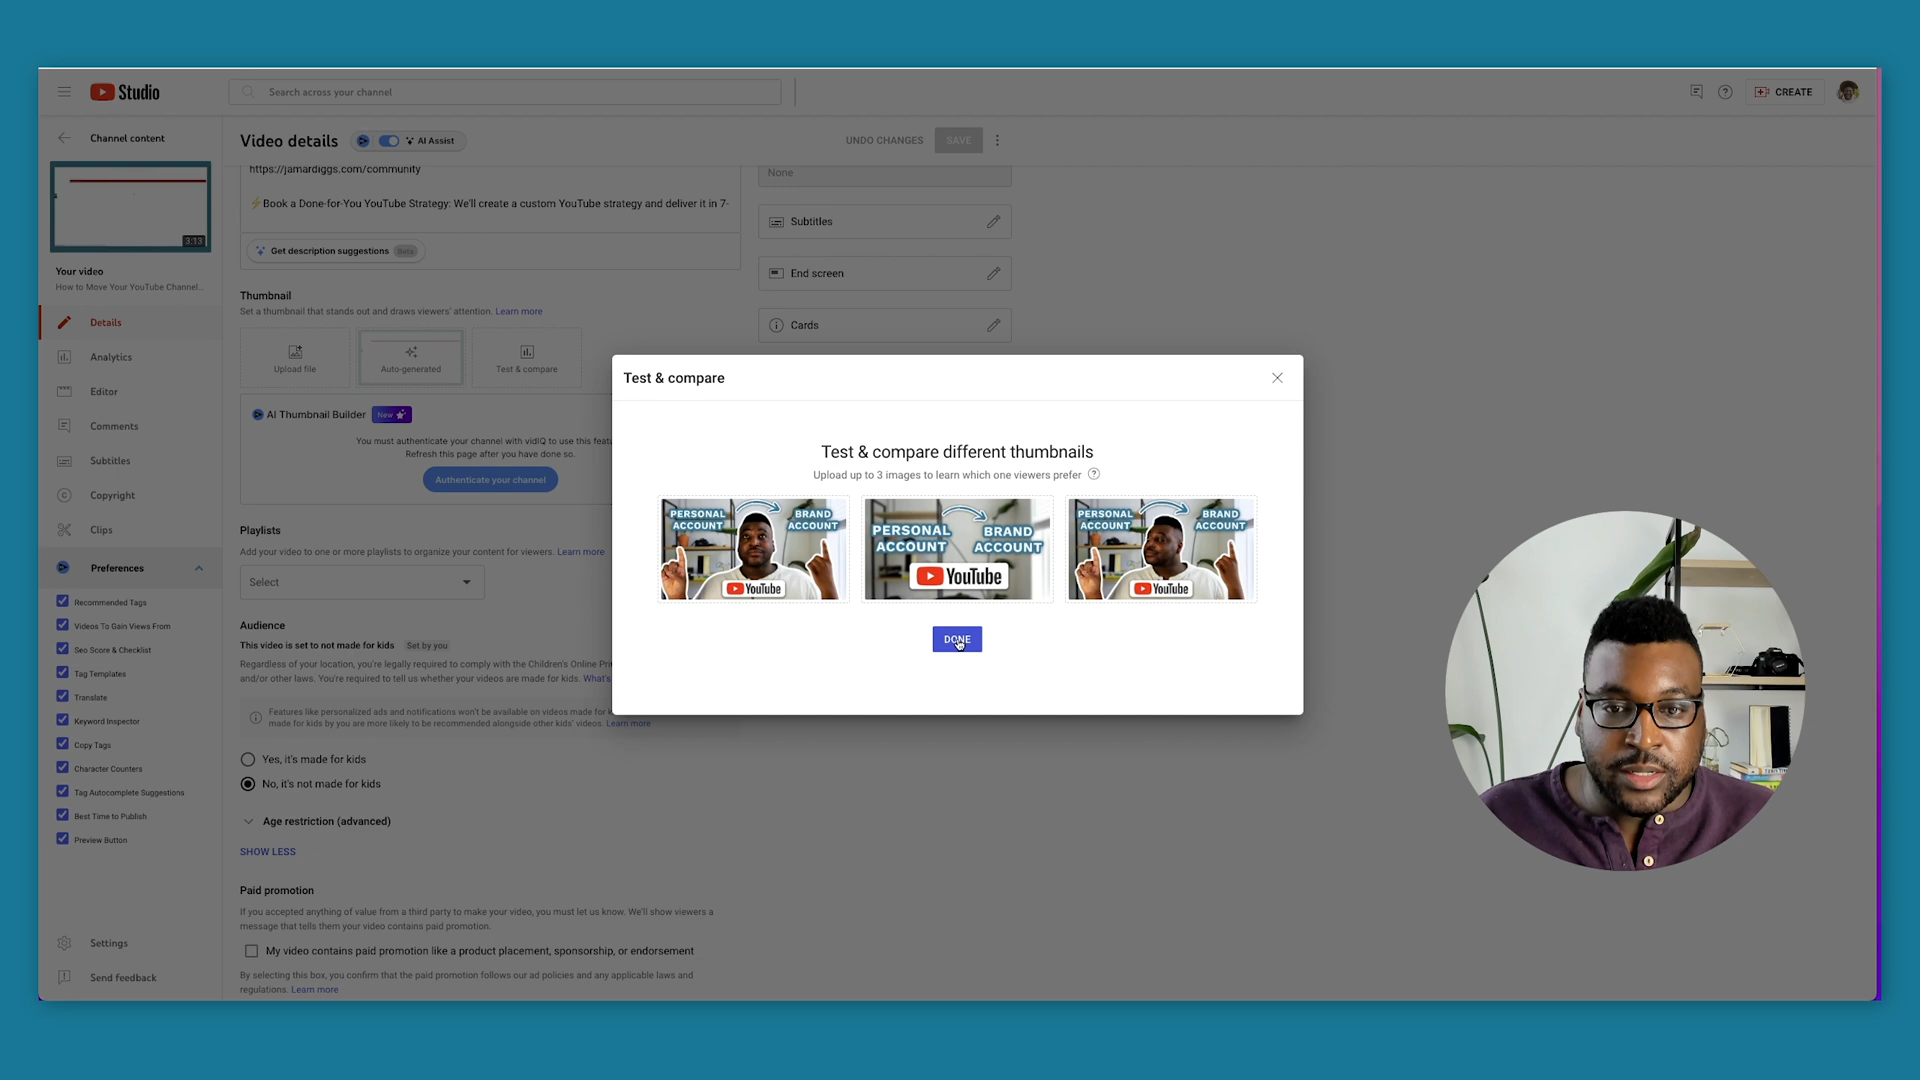 Studio
Search across your channel
CREATE
Channel content
3:13
Your video
How to Move Your YouTube Channel...
Details
Analytics
Editor
Comments
Subtitles
Copyright
Clips
Preferences
Recommended Tags
Videos To Gain Views From
Seo Score & Checklist
Tag Templates
Translate
Keyword Inspector
Copy Tags
Character Counters
Tag Autocomplete Suggestions
Best Time to Publish
Preview Button
Settings
Send feedback
Video details
AI Assist
UNDO CHANGES
SAVE
https://jamardiggs.com/community
⚡Book a Done-for-You YouTube Strategy: We'll create a custom YouTube strategy and deliver it in 7-
Get description suggestions Beta
Thumbnail
Set a thumbnail that stands out and draws viewers' attention. Learn more
Upload file
Auto-generated
Test & compare
AI Thumbnail Builder New
You must authenticate your channel with vidIQ to use this
Refresh this page after you have done so.
Authenticate your channel
Playlists
Add your video to one or more playlists to organize your content for viewers. Learn more
Select
Audience
This video is set to not made for kids Set by you
Regardless of your location, you're legally required to comply with the Children's Online
and/or other laws. You're required to tell us whether your videos are made for kids. What's
Features like personalized ads and notifications won't be available on videos made for
made for kids by you are more likely to be recommended alongside other kids' videos. Learn more
Yes, it's made for kids
No, it's not made for kids
Age restriction (advanced)
SHOW LESS
Paid promotion
If you accepted anything of value from a third party to make your video, you must let us know. We'll show viewers a
message that tells them your video contains paid promotion.
My video contains paid promotion like a product placement, sponsorship, or endorsement
By selecting this box, you confirm that the paid promotion follows our ad policies and any applicable laws and
regulations. Learn more
None
Subtitles
End screen
Cards
Test & compare
Test & compare different thumbnails
Upload up to 3 images to learn which one viewers prefer
PERSONAL
ACCOUNT
BRAND
ACCOUNT
YouTube
PERSONAL
ACCOUNT
BRAND
ACCOUNT
YouTube
PERSONAL
ACCOUNT
BRAND
ACCOUNT
YouTube
DONE